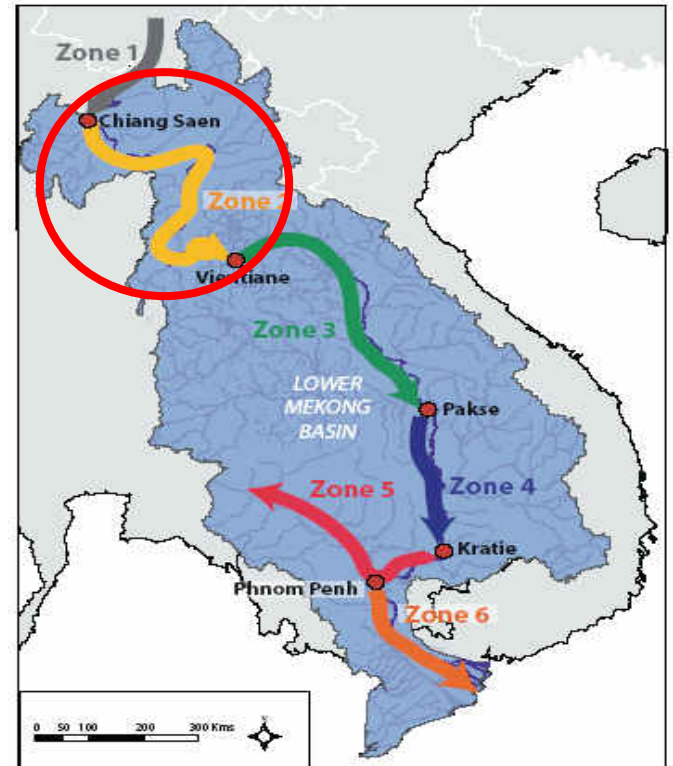 Zone 1
Chiang Saen
Zone 2
Vientiane
Zone 3
LOWER
MEKONG
BASIN
Pakse
Zone 5
Zone 4
Kratie
Phnom Penh
Zone 6
0 50 100 200 300 Kms